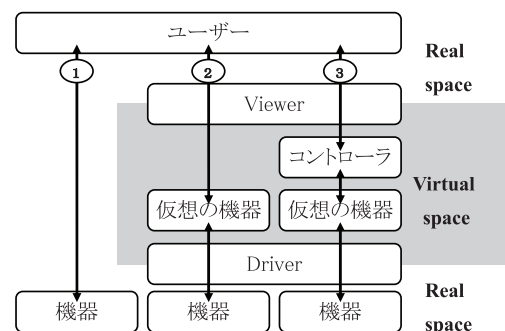 ユーザー
1
2
3
Real
space
Viewer
コントローラ
Virtual
space
仮想の機器
仮想の機器
Driver
Real
space
機器
機器
機器